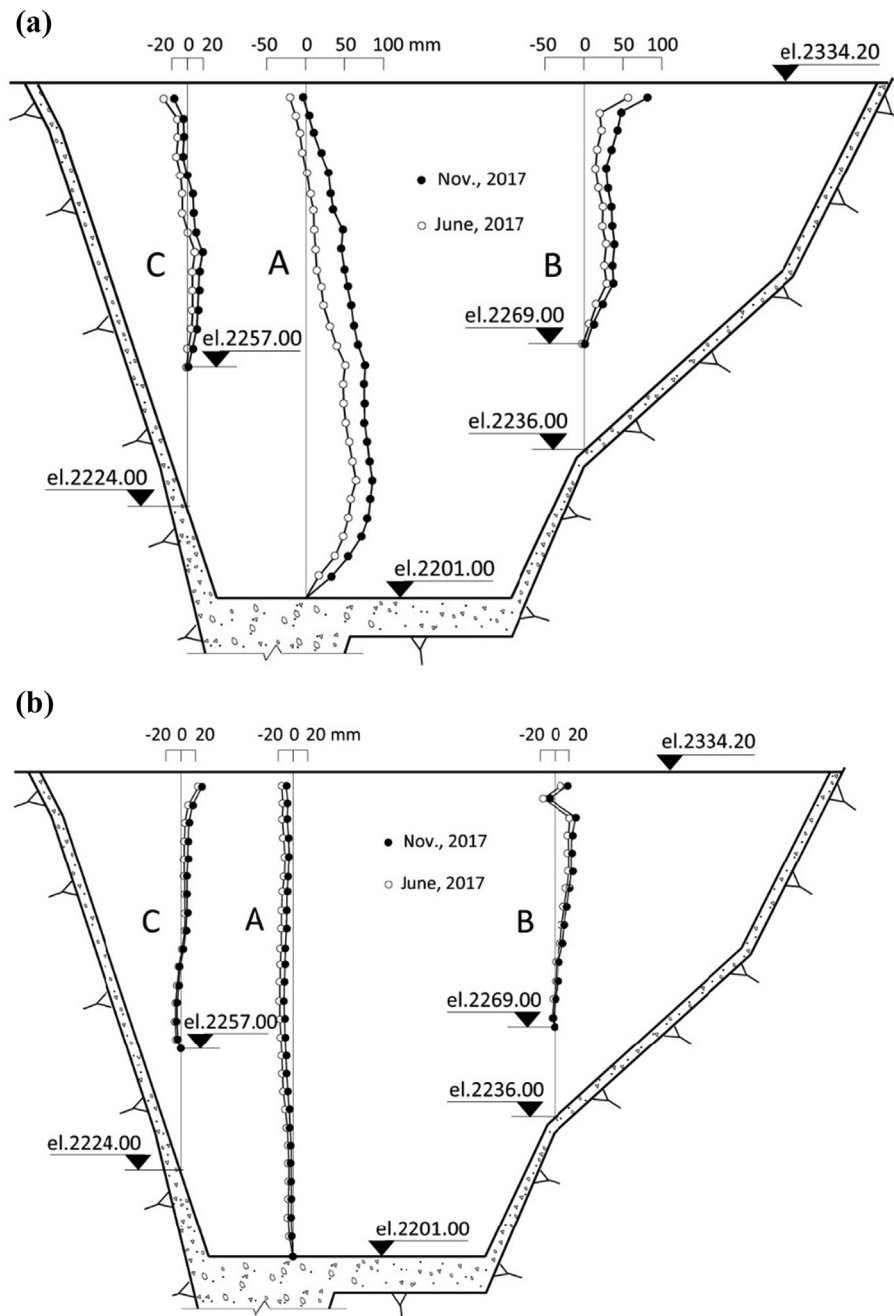 (a)
-20 0 20
-50 0 50 100 mm
-50 0 50 100
el.2334.20
Nov., 2017
June, 2017
C
A
B
el.2269.00
el.2257.00
el.2236.00
el.2224.00
el.2201.00
(b)
-20 0 20
-20 0 20 mm
-20 0 20
el.2334.20
Nov., 2017
June, 2017
C
A
B
el.2269.00
el.2257.00
el.2236.00
el.2224.00
el.2201.00